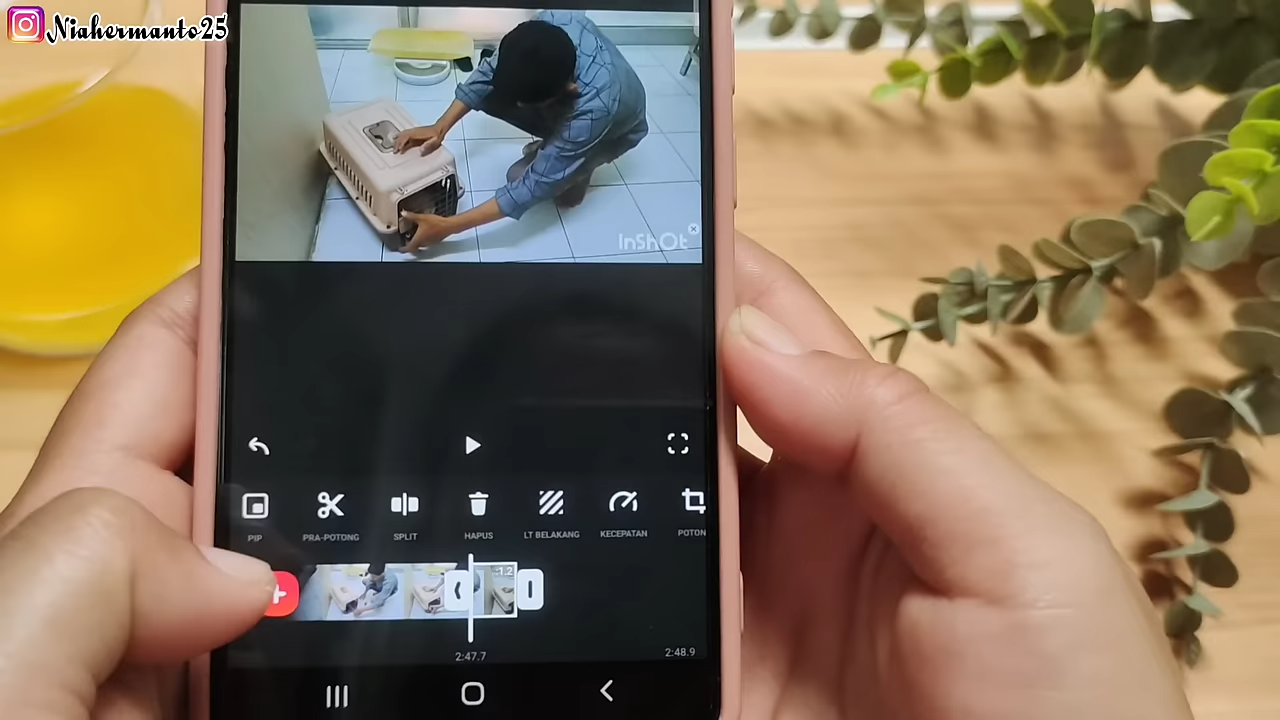 Niahermanto25
InShOt
PIP
PRA-POTONG
SPLIT
HAPUS
LT BELAKANG
KECEPATAN
POTON
1.2
2:47.7
2:48.9